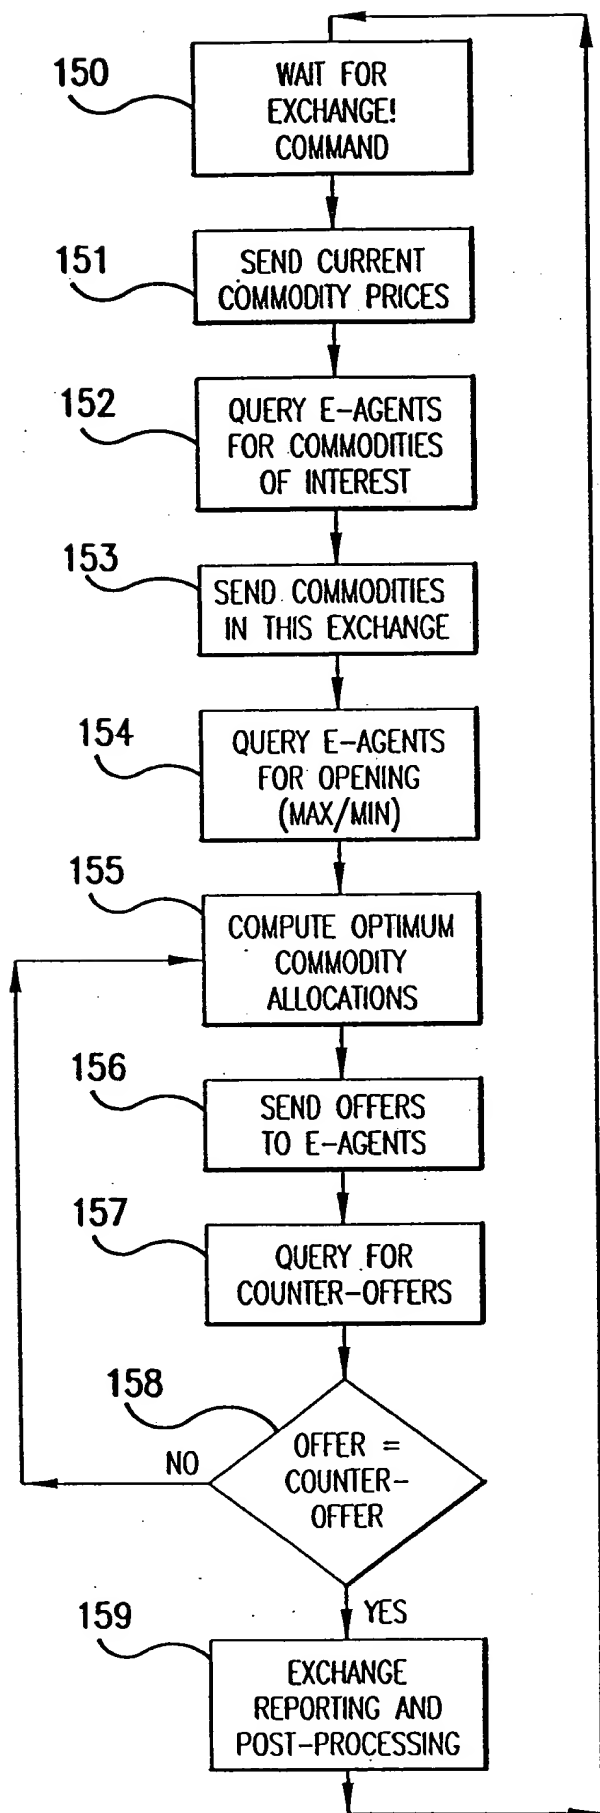 150
WAIT FOR
EXCHANGE!
COMMAND
151
SEND CURRENT
COMMODITY PRICES
152
QUERY E-AGENTS
FOR COMMODITIES
OF INTEREST
153
SEND COMMODITIES
IN THIS EXCHANGE
154
QUERY E-AGENTS
FOR OPENING
(MAX/MIN)
155
COMPUTE OPTIMUM
COMMODITY
ALLOCATIONS
156
SEND OFFERS
TO E-AGENTS
157
QUERY FOR
COUNTER-OFFERS
158
OFFER =
COUNTER-
OFFER
NO
YES
159
EXCHANGE
REPORTING AND
POST-PROCESSING